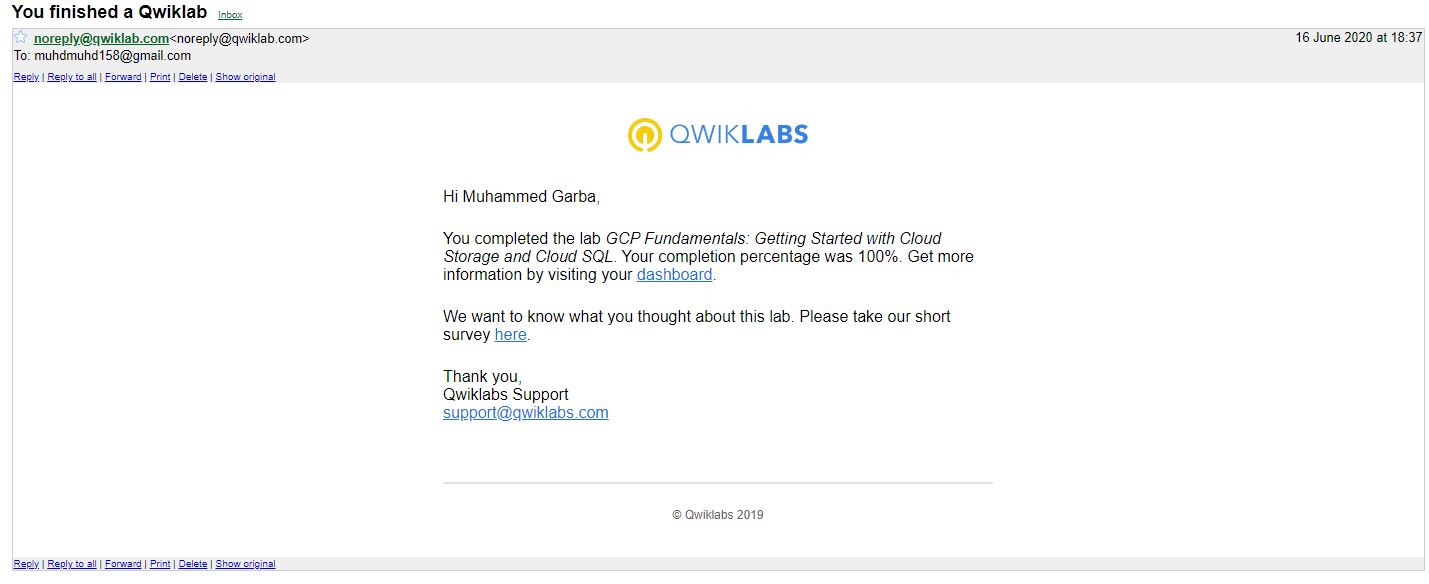 You finished a Qwiklab Inbox
noreply@qwiklab.com<noreply@qwiklab.com> 16 June 2020 at 18:37
To: muhdmuhd158@gmail.com
Reply | Reply to all | Forward | Print | Delete | Show original
QWIKLABS
Hi Muhammed Garba,
You completed the lab GCP Fundamentals: Getting Started with Cloud
Storage and Cloud SQL. Your completion percentage was 100%. Get more
information by visiting your dashboard.
We want to know what you thought about this lab. Please take our short
survey here.
Thank you,
Qwiklabs Support
support@qwiklabs.com
© Qwiklabs 2019
Reply | Reply to all | Forward | Print | Delete | Show original